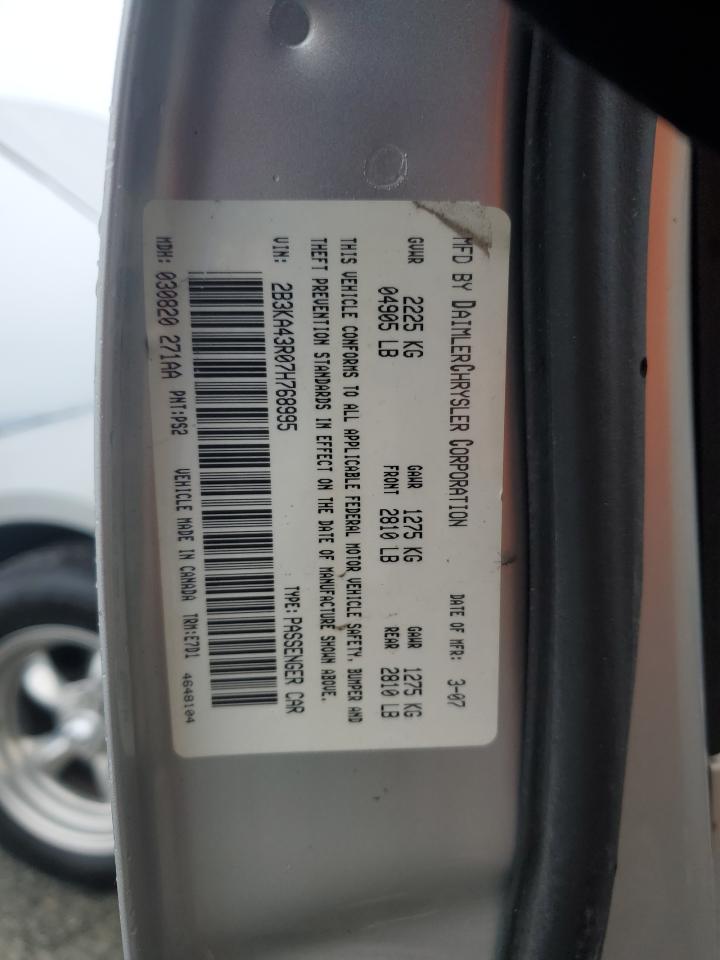 MFD BY DAIMLERCHRYSLER CORPORATION DATE OF MFR: 3-07
GVWR 2225 KG GAWR 1275 KG GAWR 1275 KG
04905 LB FRONT 2810 LB REAR 2810 LB
THIS VEHICLE CONFORMS TO ALL APPLICABLE FEDERAL MOTOR VEHICLE SAFETY, BUMPER AND
THEFT PREVENTION STANDARDS IN EFFECT ON THE DATE OF MANUFACTURE SHOWN ABOVE.
VIN: 2B3KA43R07H768995 TYPE: PASSENGER CAR
MDH: 030820 271AA PNT:PS2 VEHICLE MADE IN CANADA TRM:E7D1 4648104